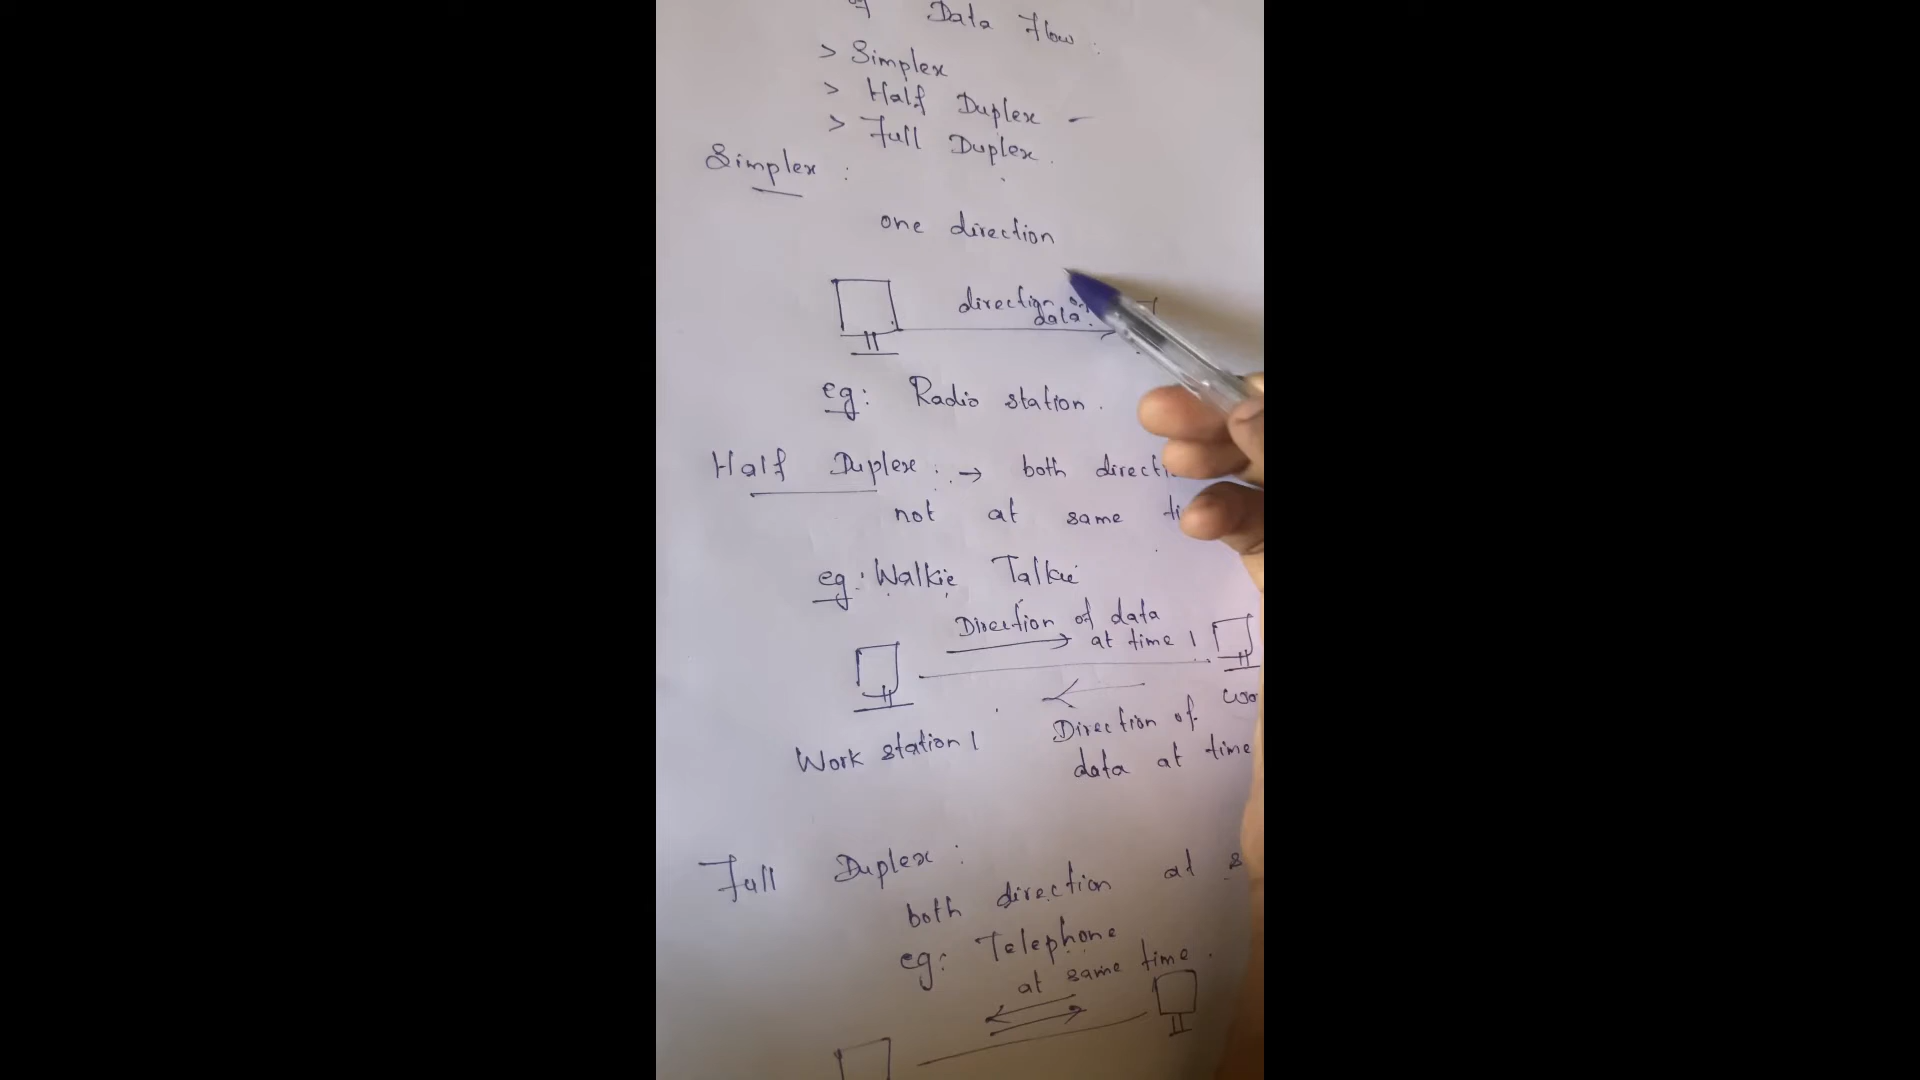 Data Flow:
> Simplex
> Half Duplex -
> Full Duplex.
Simplex :
one direction
direction
data.
eg: Radio station.
Half Duplex: → both
not at same
eg: Walkie Talkie
Direction of data
at time 1
Direction of
Work station 1
data at time
Full Duplex:
both direction at
eg: Telephone
at same time.